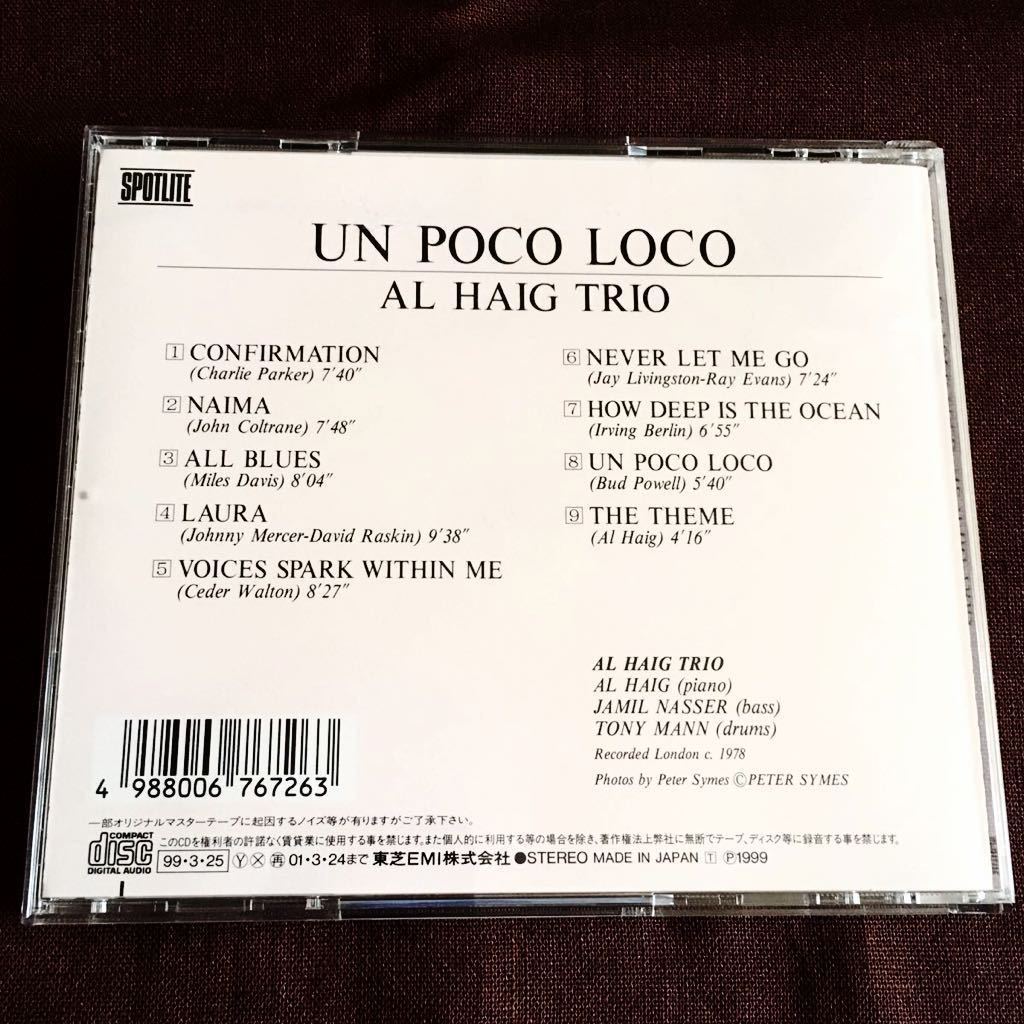 SPOTLITE
UN POCO LOCO
AL HAIG TRIO
1 CONFIRMATION
(Charlie Parker) 7'40"
2 NAIMA
(John Coltrane) 7'48"
3 ALL BLUES
(Miles Davis) 8'04"
4 LAURA
(Johnny Mercer-David Raskin) 9'38"
5 VOICES SPARK WITHIN ME
(Ceder Walton) 8'27"
6 NEVER LET ME GO
(Jay Livingston-Ray Evans) 7'24"
7 HOW DEEP IS THE OCEAN
(Irving Berlin) 6'55"
8 UN POCO LOCO
(Bud Powell) 5'40"
9 THE THEME
(Al Haig) 4'16"
AL HAIG TRIO
AL HAIG (piano)
JAMIL NASSER (bass)
TONY MANN (drums)
Recorded London c. 1978
Photos by Peter Symes ©PETER SYMES
4 988006 767263
一部オリジナルマスターテープに起因するノイズ等が有りますがご了承下さい。
COMPACT disc DIGITAL AUDIO
このCDを権利者の許諾なく賃貸業に使用する事を禁じます。また個人的に利用する等の場合を除き、著作権法上弊社に無断でテープ、ディスク等に録音する事を禁じます。
99・3・25 Ⓨ Ⓧ 再 01・3・24まで 東芝EMI株式会社 ●STEREO MADE IN JAPAN T Ⓟ1999